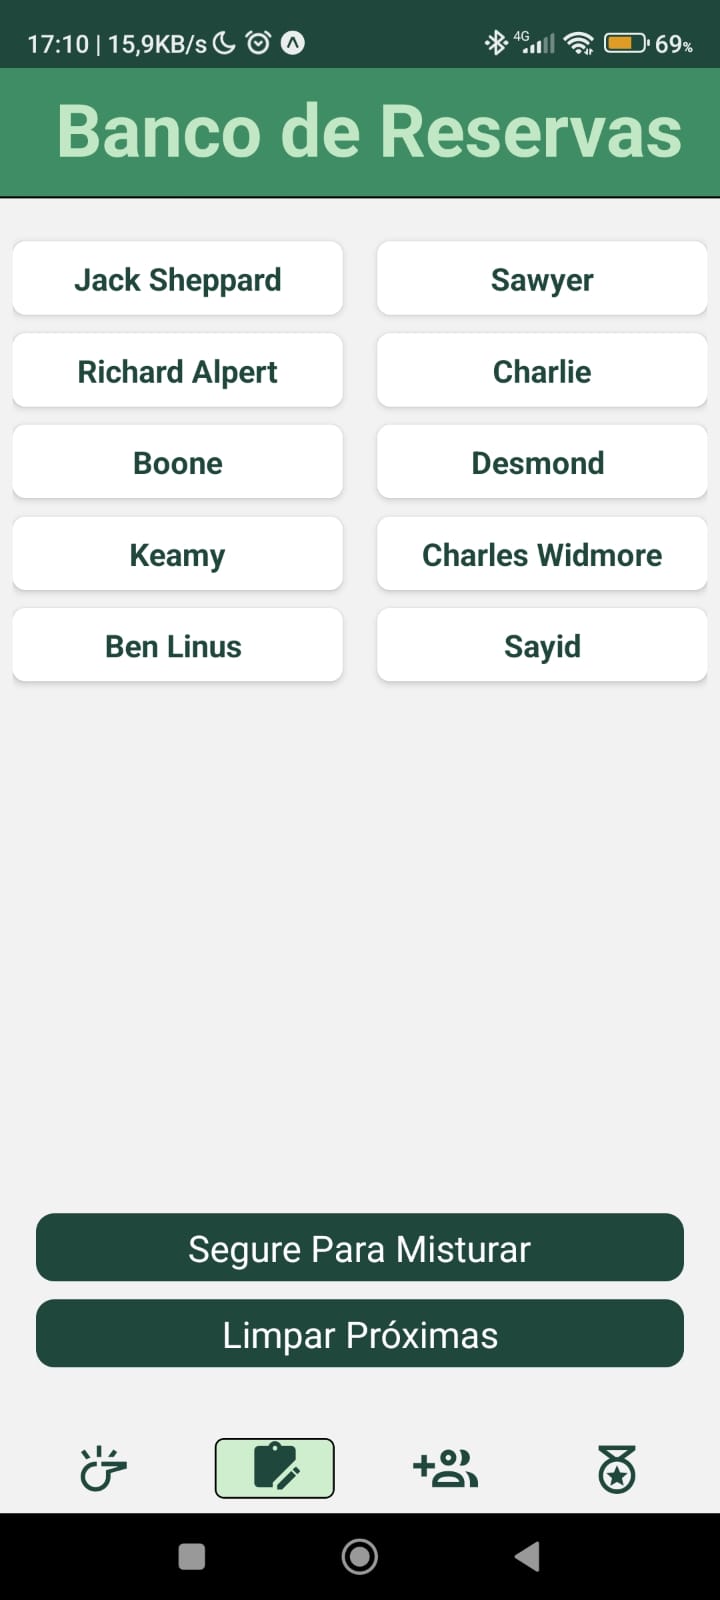 17:10 | 15,9KB/s 4G 69%
Banco de Reservas
Jack Sheppard Sawyer
Richard Alpert Charlie
Boone Desmond
Keamy Charles Widmore
Ben Linus Sayid
Segure Para Misturar
Limpar Próximas